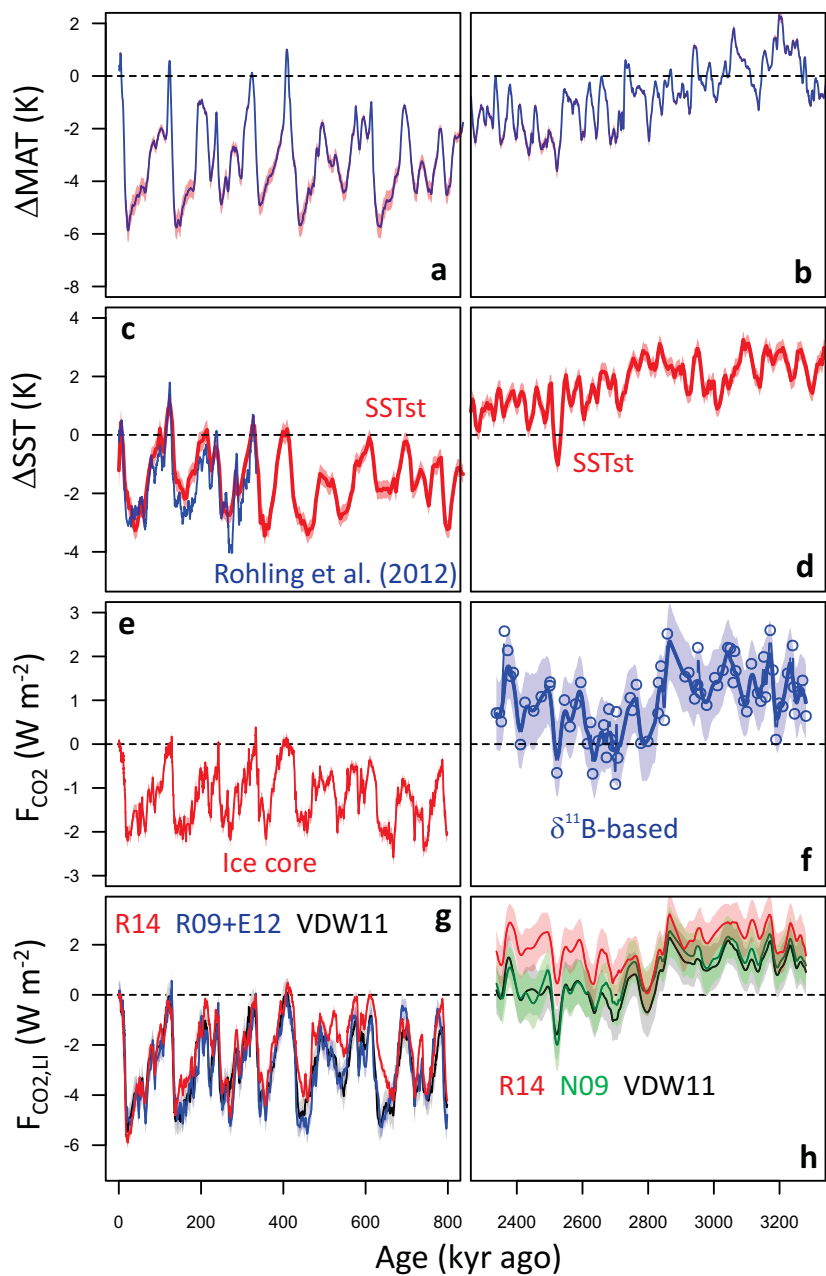 2
0
-2
-4
-6
-8
ΔMAT (K)
a
b
4
2
0
-2
-4
ΔSST (K)
c
SSTst
Rohling et al. (2012)
SSTst
d
3
2
1
0
-1
-2
-3
F_CO2 (W m⁻²)
e
Ice core
δ¹¹B-based
f
2
0
-2
-4
-6
F_CO2,LI (W m⁻²)
R14 R09+E12 VDW11
g
R14 N09 VDW11
h
0 200 400 600 800 2400 2600 2800 3000 3200
Age (kyr ago)